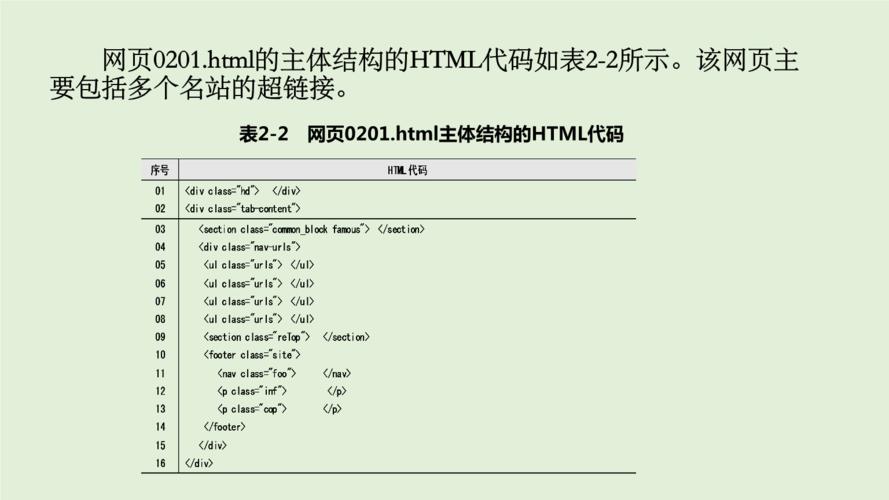 网页0201.html的主体结构的HTML代码如表2-2所示。该网页主
要包括多个名站的超链接。
表2-2 网页0201.html主体结构的HTML代码
序号 HTML代码
01 <div class="hd"> </div>
02 <div class="tab-content">
03 <section class="common_block famous"> </section>
04 <div class="nav-urls">
05 <ul class="urls"> </ul>
06 <ul class="urls"> </ul>
07 <ul class="urls"> </ul>
08 <ul class="urls"> </ul>
09 <section class="reTop"> </section>
10 <footer class="site">
11 <nav class="foo"> </nav>
12 <p class="inf"> </p>
13 <p class="cop"> </p>
14 </footer>
15 </div>
16 </div>